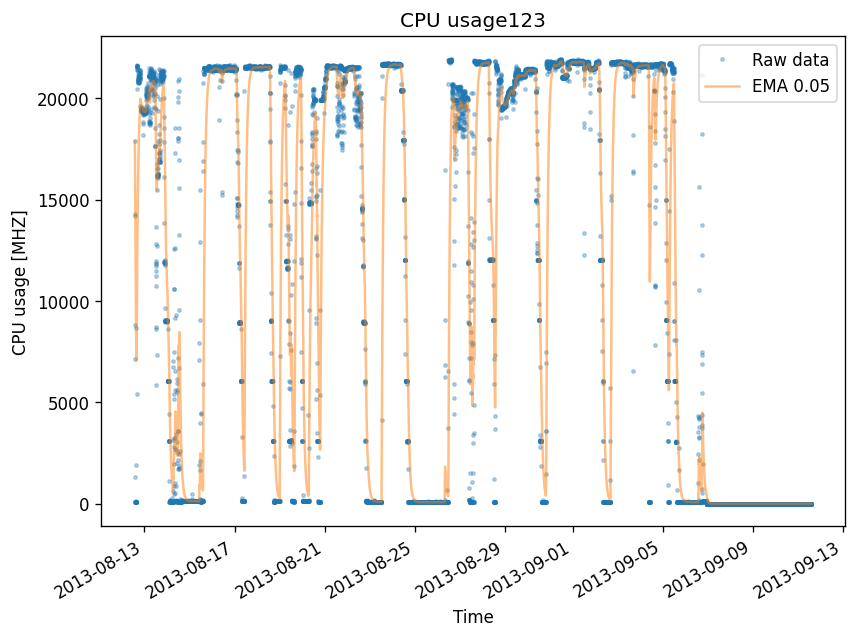 CPU usage123
Raw data
EMA 0.05
CPU usage [MHZ]
20000
15000
10000
5000
0
2013-08-13
2013-08-17
2013-08-21
2013-08-25
2013-08-29
2013-09-01
2013-09-05
2013-09-09
2013-09-13
Time